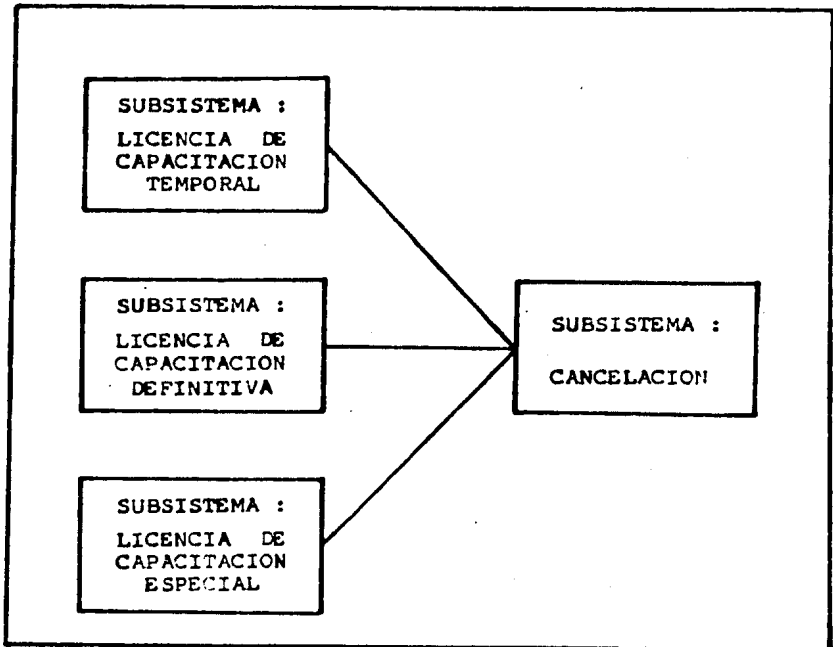 SUBSISTEMA :
LICENCIA DE
CAPACITACION
TEMPORAL
SUBSISTEMA :
LICENCIA DE
CAPACITACION
DEFINITIVA
SUBSISTEMA :
LICENCIA DE
CAPACITACION
ESPECIAL
SUBSISTEMA :
CANCELACION